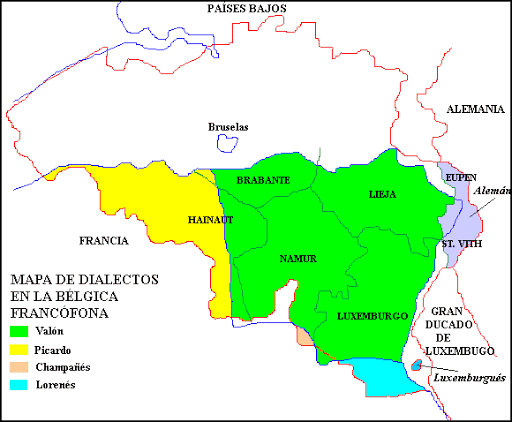 PAÍSES BAJOS
ALEMANIA
Bruselas
EUPEN
BRABANTE
LIEJA
Alemán
HAINAUT
FRANCIA
ST. VITH
NAMUR
MAPA DE DIALECTOS
EN LA BÉLGICA
FRANCÓFONA
LUXEMBURGO
GRAN
DUCADO
DE
LUXEMBUGO
Valón
Picardo
Champañés
Lorenés
Luxemburgués